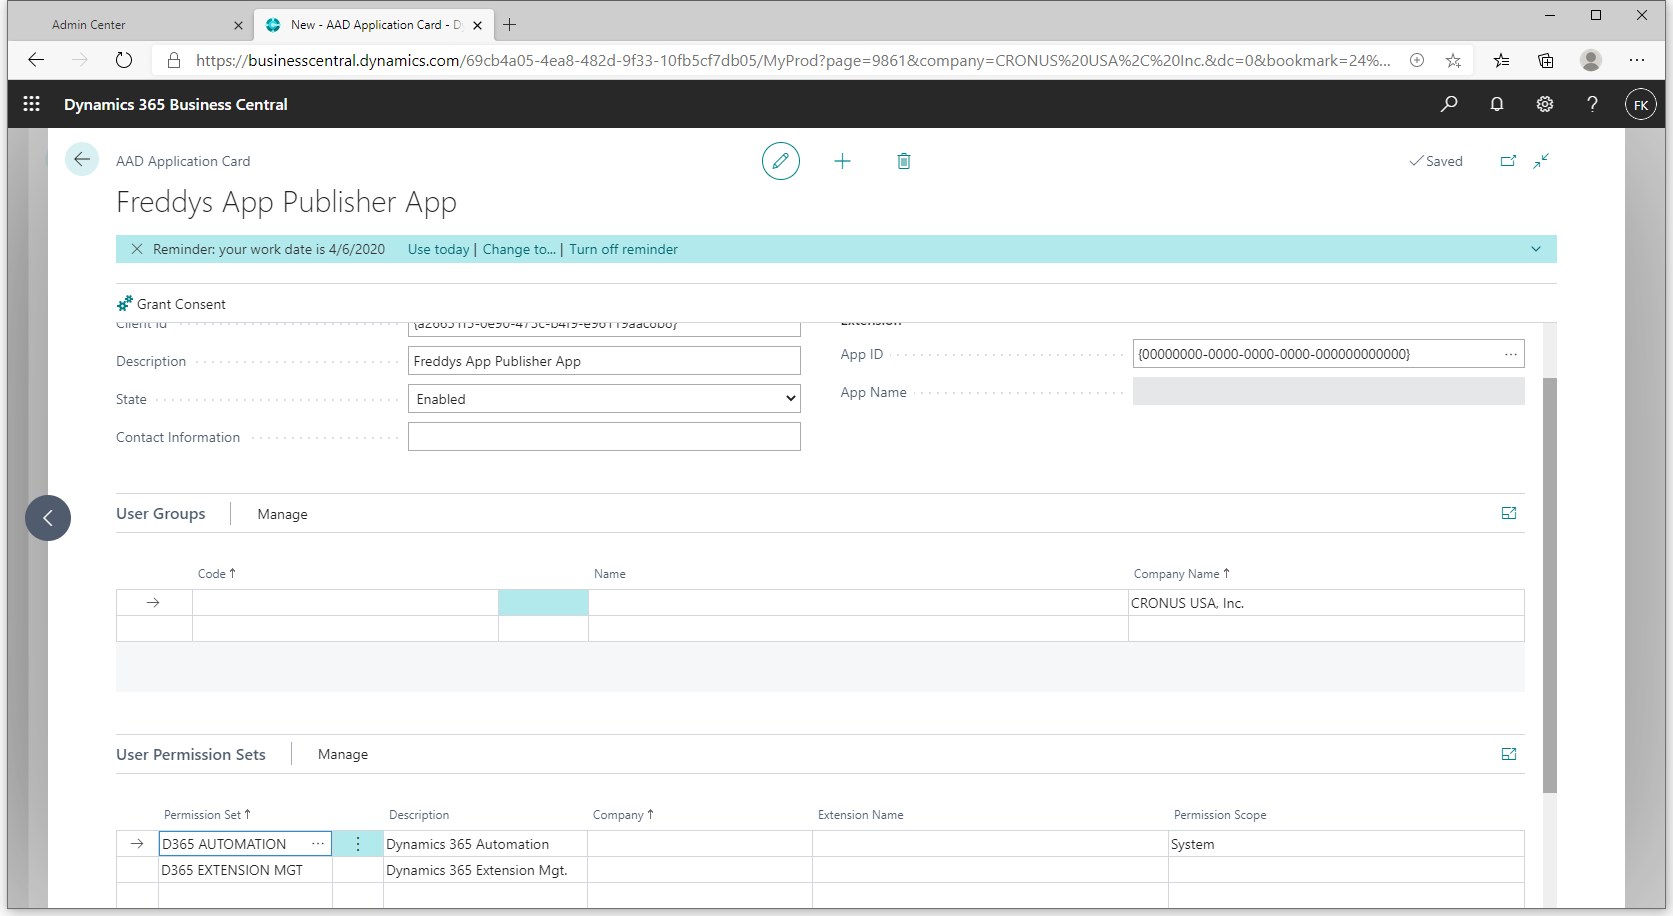 Admin Center
New - AAD Application Card - D
https://businesscentral.dynamics.com/69cb4a05-4ea8-482d-9f33-10fb5cf7db05/MyProd?page=9861&company=CRONUS%20USA%2C%20Inc.&dc=0&bookmark=24%...
Dynamics 365 Business Central
FK
AAD Application Card
Saved
Freddys App Publisher App
Reminder: your work date is 4/6/2020 Use today | Change to... | Turn off reminder
Grant Consent
Client Id
Extension
Description Freddys App Publisher App
App ID {00000000-0000-0000-0000-000000000000} ...
State Enabled
App Name
Contact Information
User Groups Manage
Code ↑ Name Company Name ↑
CRONUS USA, Inc.
User Permission Sets Manage
Permission Set ↑ Description Company ↑ Extension Name Permission Scope
D365 AUTOMATION ... Dynamics 365 Automation System
D365 EXTENSION MGT Dynamics 365 Extension Mgt.